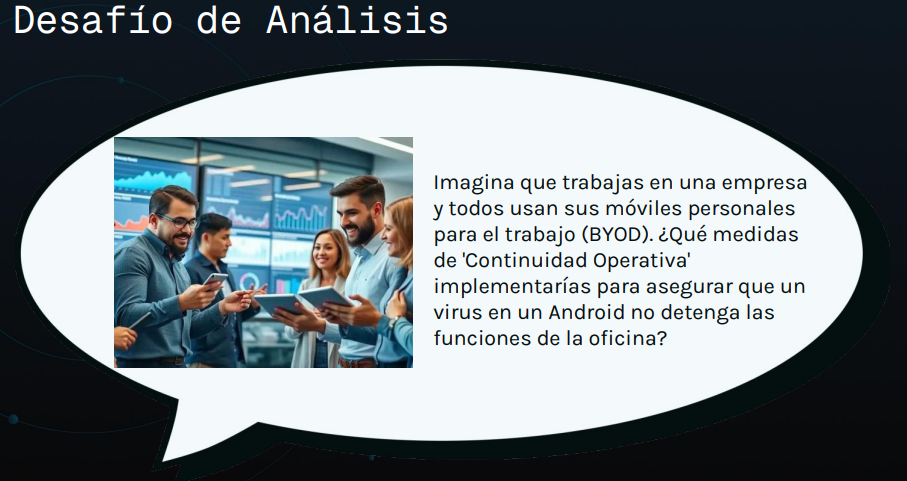 Desafío de Análisis
Imagina que trabajas en una empresa
y todos usan sus móviles personales
para el trabajo (BYOD). ¿Qué medidas
de 'Continuidad Operativa'
implementarías para asegurar que un
virus en un Android no detenga las
funciones de la oficina?